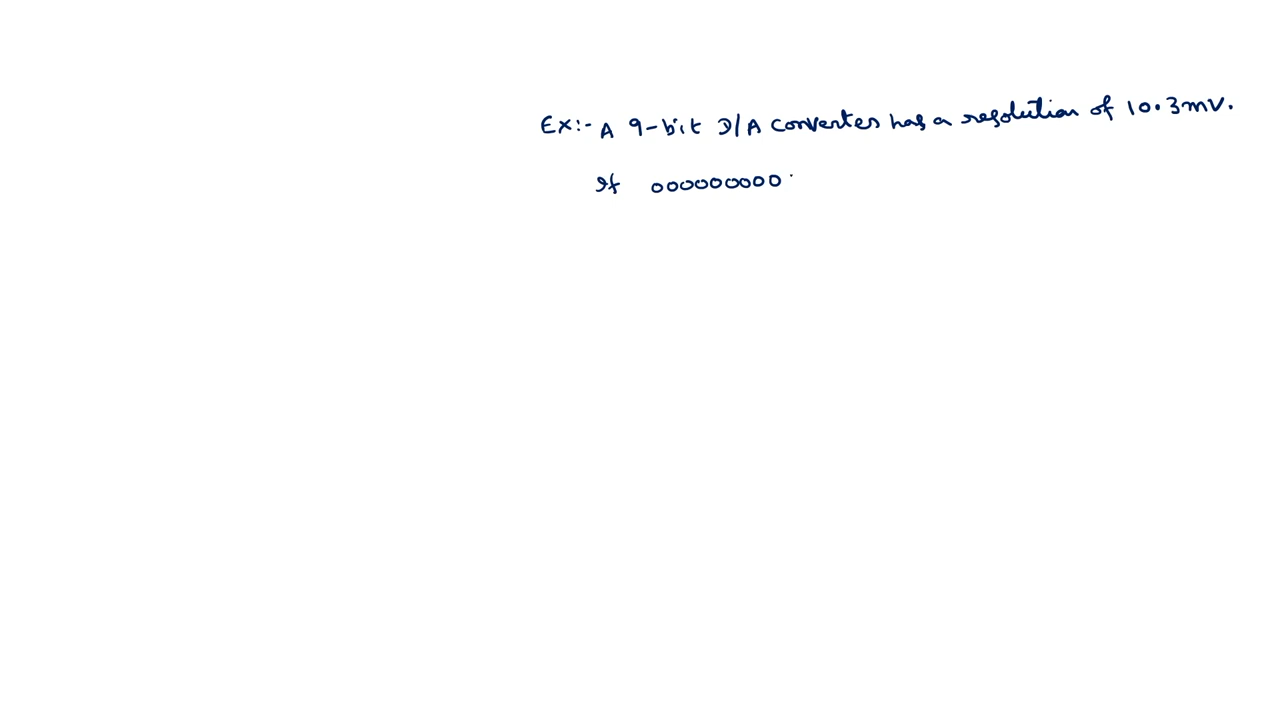 Ex:- A 9-bit D/A converter has a resolution of 10.3mV.
If 000000000